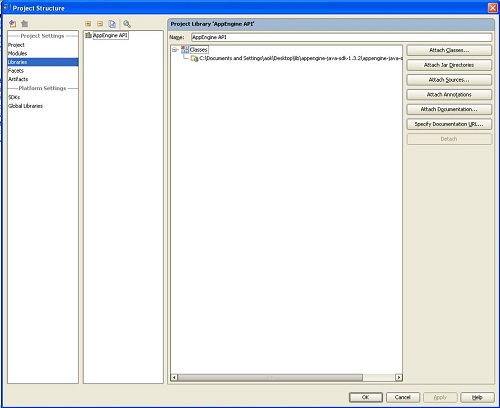 Project Structure
Project Settings
Project
Modules
Libraries
Facets
Artifacts
Platform Settings
SDKs
Global Libraries
AppEngine API
Project Library 'AppEngine API'
Name: AppEngine API
Classes
C:\Documents and Settings\aoli\Desktop\lib\appengine-java-sdk-1.3.2\appengine-java-s
Attach Classes...
Attach Jar Directories
Attach Sources...
Attach Annotations
Attach Documentation...
Specify Documentation URL...
Detach
OK
Cancel
Apply
Help